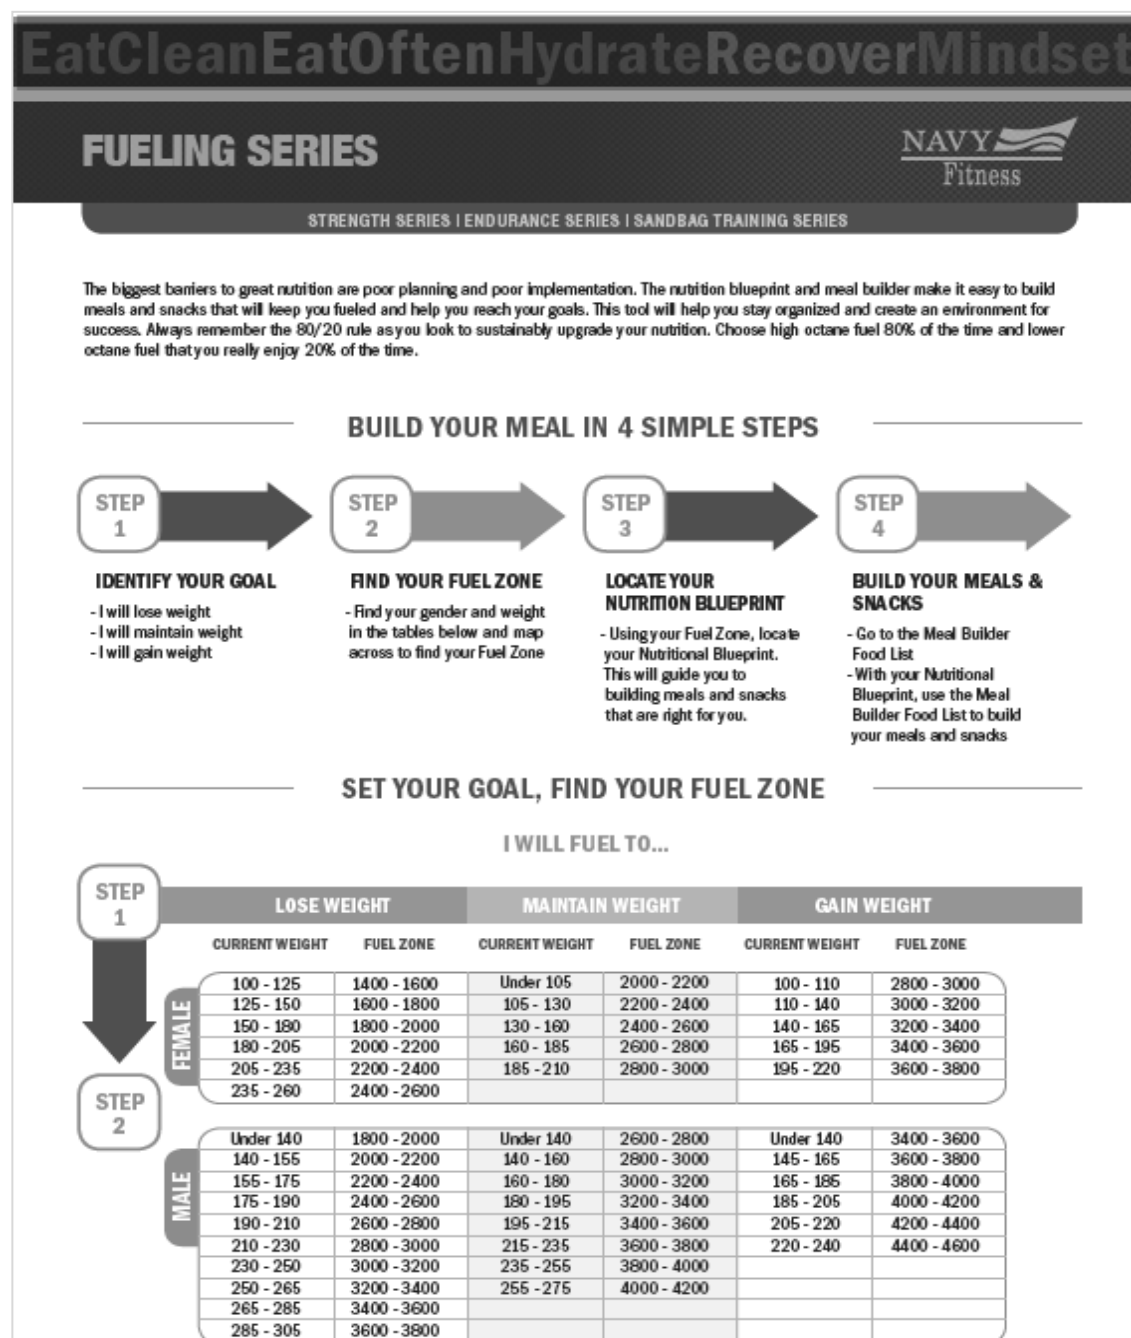 EatCleanEatOftenHydrateRecoverMindset
FUELING SERIES
NAVY
Fitness
STRENGTH SERIES I ENDURANCE SERIES I SANDBAG TRAINING SERIES
The biggest barriers to great nutrition are poor planning and poor implementation. The nutrition blueprint and meal builder make it easy to build
meals and snacks that will keep you fueled and help you reach your goals. This tool will help you stay organized and create an environment for
success. Always remember the 80/20 rule as you look to sustainably upgrade your nutrition. Choose high octane fuel 80% of the time and lower
octane fuel that you really enjoy 20% of the time.
BUILD YOUR MEAL IN 4 SIMPLE STEPS
STEP
1
IDENTIFY YOUR GOAL
- I will lose weight
- I will maintain weight
- I will gain weight
STEP
2
FIND YOUR FUEL ZONE
- Find your gender and weight
in the tables below and map
across to find your Fuel Zone
STEP
3
LOCATE YOUR
NUTRITION BLUEPRINT
- Using your Fuel Zone, locate
your Nutritional Blueprint.
This will guide you to
building meals and snacks
that are right for you.
STEP
4
BUILD YOUR MEALS &
SNACKS
- Go to the Meal Builder
Food List
- With your Nutritional
Blueprint, use the Meal
Builder Food List to build
your meals and snacks
SET YOUR GOAL, FIND YOUR FUEL ZONE
I WILL FUEL TO...
STEP
1
LOSE WEIGHT MAINTAIN WEIGHT GAIN WEIGHT
CURRENT WEIGHT FUEL ZONE CURRENT WEIGHT FUEL ZONE CURRENT WEIGHT FUEL ZONE
FEMALE
100 - 125 1400 - 1600 Under 105 2000 - 2200 100 - 110 2800 - 3000
125 - 150 1600 - 1800 105 - 130 2200 - 2400 110 - 140 3000 - 3200
150 - 180 1800 - 2000 130 - 160 2400 - 2600 140 - 165 3200 - 3400
180 - 205 2000 - 2200 160 - 185 2600 - 2800 165 - 195 3400 - 3600
205 - 235 2200 - 2400 185 - 210 2800 - 3000 195 - 220 3600 - 3800
235 - 260 2400 - 2600
STEP
2
MALE
Under 140 1800 - 2000 Under 140 2600 - 2800 Under 140 3400 - 3600
140 - 155 2000 - 2200 140 - 160 2800 - 3000 145 - 165 3600 - 3800
155 - 175 2200 - 2400 160 - 180 3000 - 3200 165 - 185 3800 - 4000
175 - 190 2400 - 2600 180 - 195 3200 - 3400 185 - 205 4000 - 4200
190 - 210 2600 - 2800 195 - 215 3400 - 3600 205 - 220 4200 - 4400
210 - 230 2800 - 3000 215 - 235 3600 - 3800 220 - 240 4400 - 4600
230 - 250 3000 - 3200 235 - 255 3800 - 4000
250 - 265 3200 - 3400 255 - 275 4000 - 4200
265 - 285 3400 - 3600
285 - 305 3600 - 3800